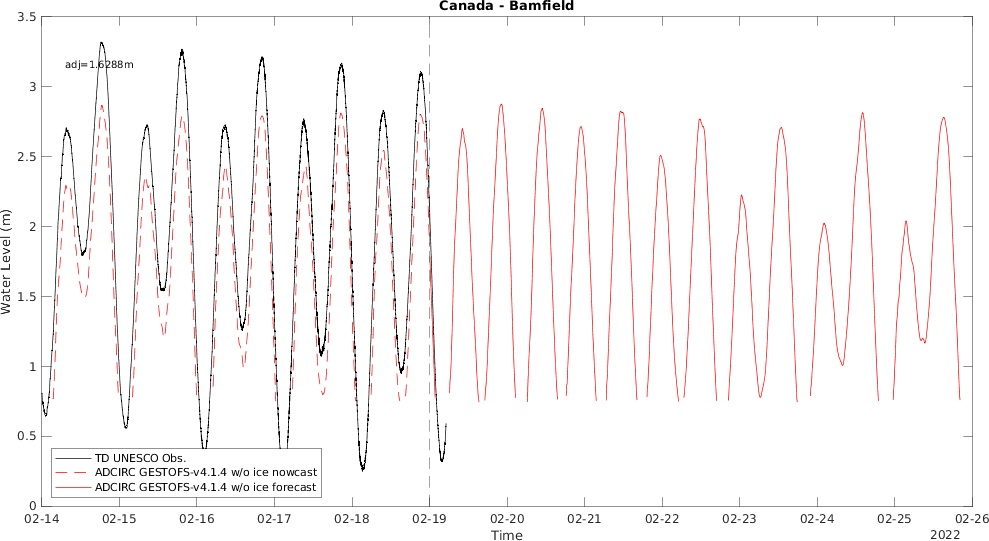 Canada - Bamfield
3.5
adj=1.6288m
3
2.5
2
1.5
1
0.5
0
Water Level (m)
TD UNESCO Obs.
ADCIRC GESTOFS-v4.1.4 w/o ice nowcast
ADCIRC GESTOFS-v4.1.4 w/o ice forecast
02-14 02-15 02-16 02-17 02-18 02-19 02-20 02-21 02-22 02-23 02-24 02-25 02-26
Time
2022